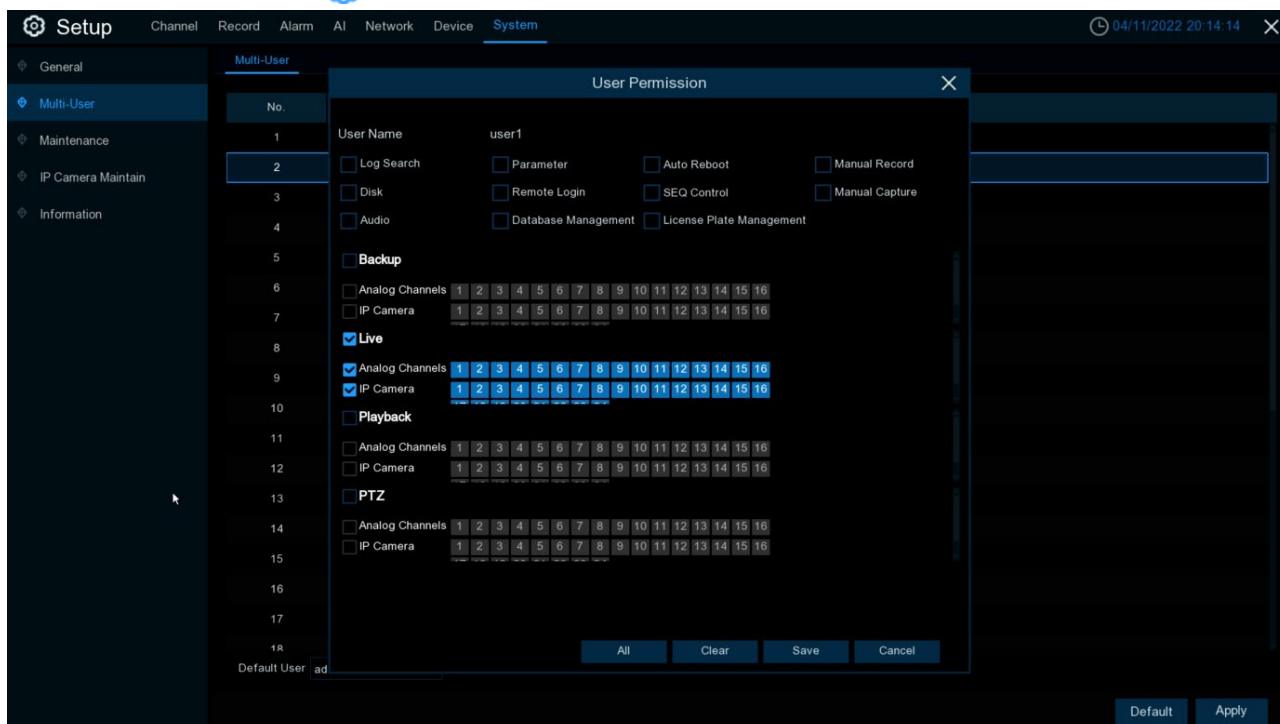 Setup Channel Record Alarm AI Network Device System 04/11/2022 20:14:14
General
Multi-User
Maintenance
IP Camera Maintain
Information
Multi-User
No.
1
2
3
4
5
6
7
8
9
10
11
12
13
14
15
16
17
18
Default User ad
User Permission
User Name user1
Log Search Parameter Auto Reboot Manual Record
Disk Remote Login SEQ Control Manual Capture
Audio Database Management License Plate Management
Backup
Analog Channels 1 2 3 4 5 6 7 8 9 10 11 12 13 14 15 16
IP Camera 1 2 3 4 5 6 7 8 9 10 11 12 13 14 15 16
Live
Analog Channels 1 2 3 4 5 6 7 8 9 10 11 12 13 14 15 16
IP Camera 1 2 3 4 5 6 7 8 9 10 11 12 13 14 15 16
Playback
Analog Channels 1 2 3 4 5 6 7 8 9 10 11 12 13 14 15 16
IP Camera 1 2 3 4 5 6 7 8 9 10 11 12 13 14 15 16
PTZ
Analog Channels 1 2 3 4 5 6 7 8 9 10 11 12 13 14 15 16
IP Camera 1 2 3 4 5 6 7 8 9 10 11 12 13 14 15 16
All Clear Save Cancel
Default Apply